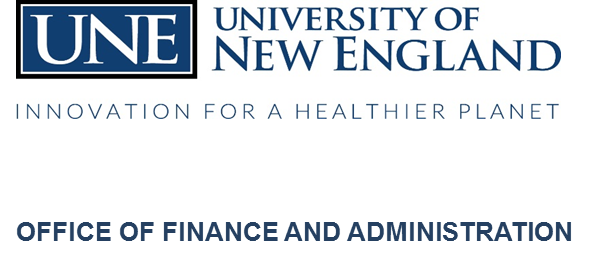 UNE UNIVERSITY OF
NEW ENGLAND
INNOVATION FOR A HEALTHIER PLANET
OFFICE OF FINANCE AND ADMINISTRATION